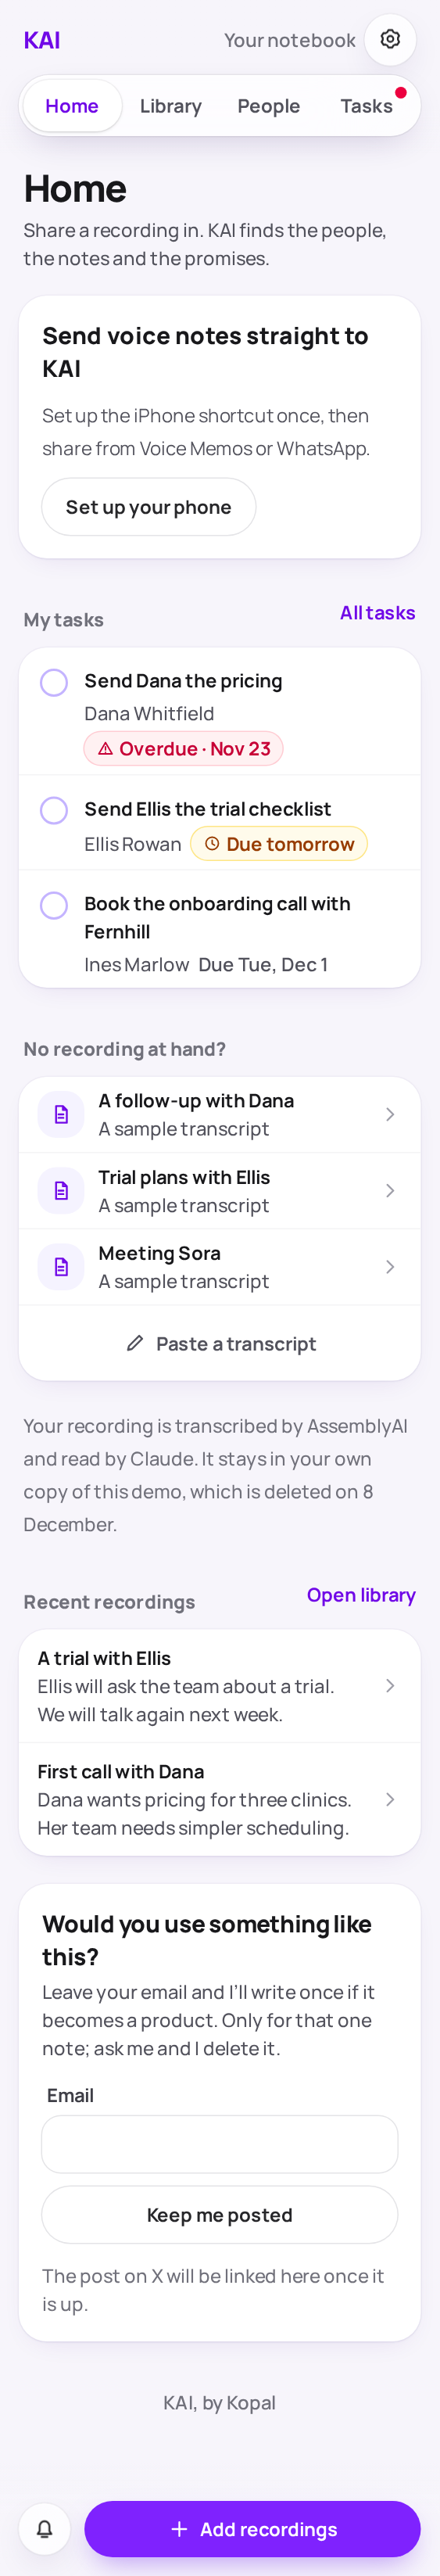 KAI
Your notebook
Home
Library
People
Tasks
Home
Share a recording in. KAI finds the people,
the notes and the promises.
Send voice notes straight to
KAI
Set up the iPhone shortcut once, then
share from Voice Memos or WhatsApp.
Set up your phone
My tasks
All tasks
Send Dana the pricing
Dana Whitfield
Overdue · Nov 23
Send Ellis the trial checklist
Ellis Rowan
Due tomorrow
Book the onboarding call with
Fernhill
Ines Marlow Due Tue, Dec 1
No recording at hand?
A follow-up with Dana
A sample transcript
Trial plans with Ellis
A sample transcript
Meeting Sora
A sample transcript
Paste a transcript
Your recording is transcribed by AssemblyAI
and read by Claude. It stays in your own
copy of this demo, which is deleted on 8
December.
Recent recordings
Open library
A trial with Ellis
Ellis will ask the team about a trial.
We will talk again next week.
First call with Dana
Dana wants pricing for three clinics.
Her team needs simpler scheduling.
Would you use something like
this?
Leave your email and I’ll write once if it
becomes a product. Only for that one
note; ask me and I delete it.
Email
Keep me posted
The post on X will be linked here once it
is up.
KAI, by Kopal
Add recordings